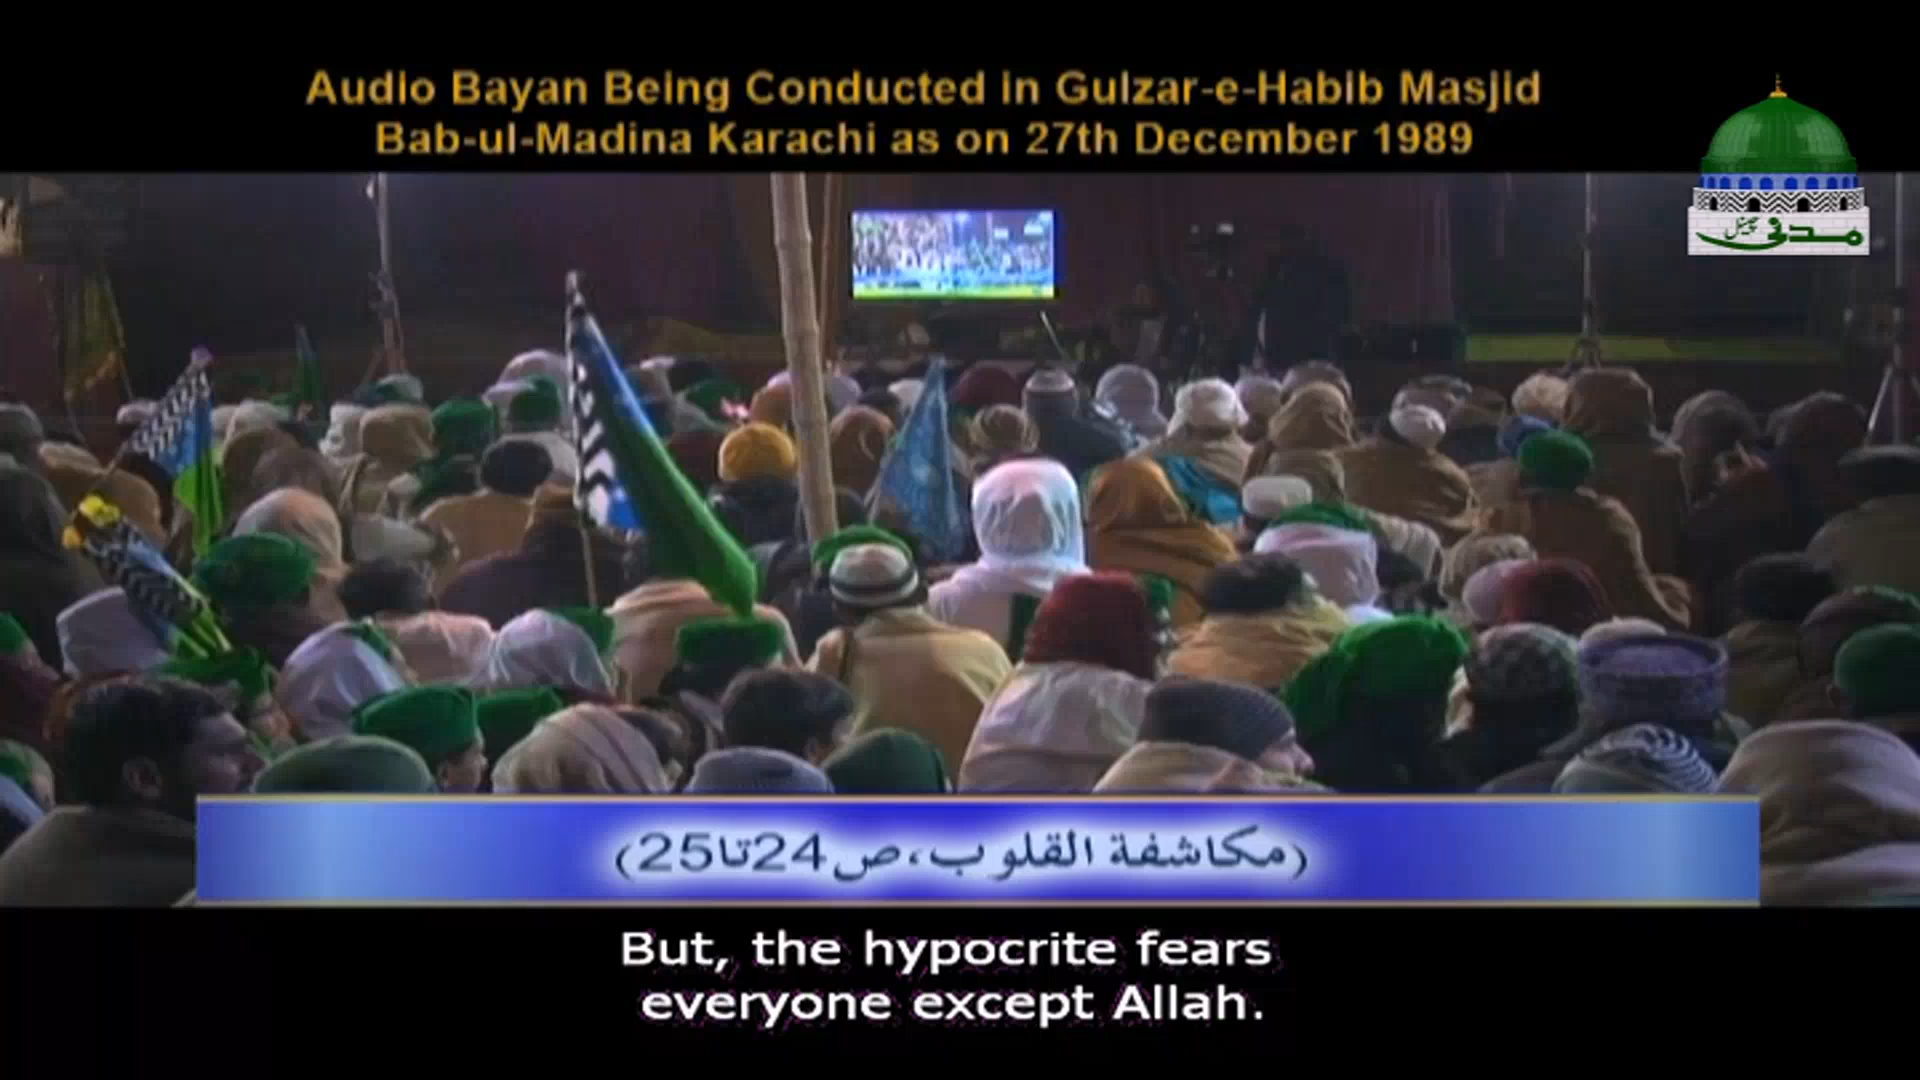 Audio Bayan Being Conducted in Gulzar-e-Habib Masjid
Bab-ul-Madina Karachi as on 27th December 1989
مدنی چینل
(مکاشفة القلوب، ص24تا25)
But, the hypocrite fears
everyone except Allah.